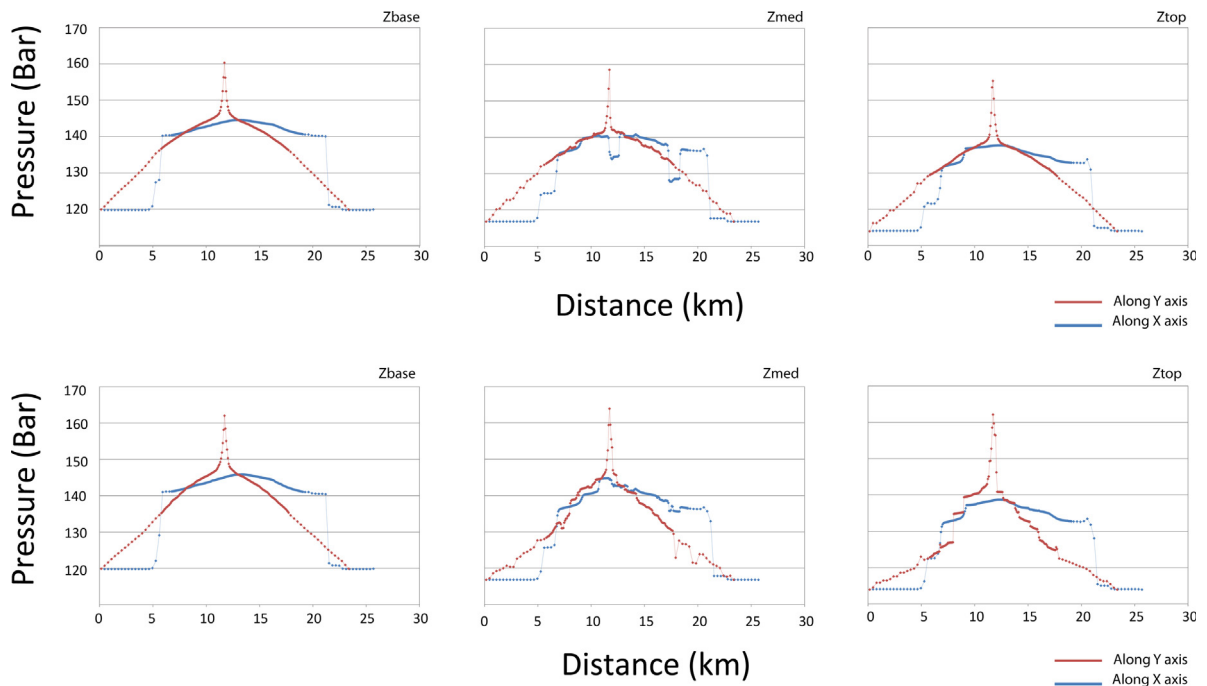 Zbase
Zmed
Ztop
Pressure (Bar)
170
160
150
140
130
120
0 5 10 15 20 25 30
0 5 10 15 20 25 30
0 5 10 15 20 25 30
Distance (km)
Along Y axis
Along X axis
Zbase
Zmed
Ztop
Pressure (Bar)
170
160
150
140
130
120
0 5 10 15 20 25 30
0 5 10 15 20 25 30
0 5 10 15 20 25 30
Distance (km)
Along Y axis
Along X axis